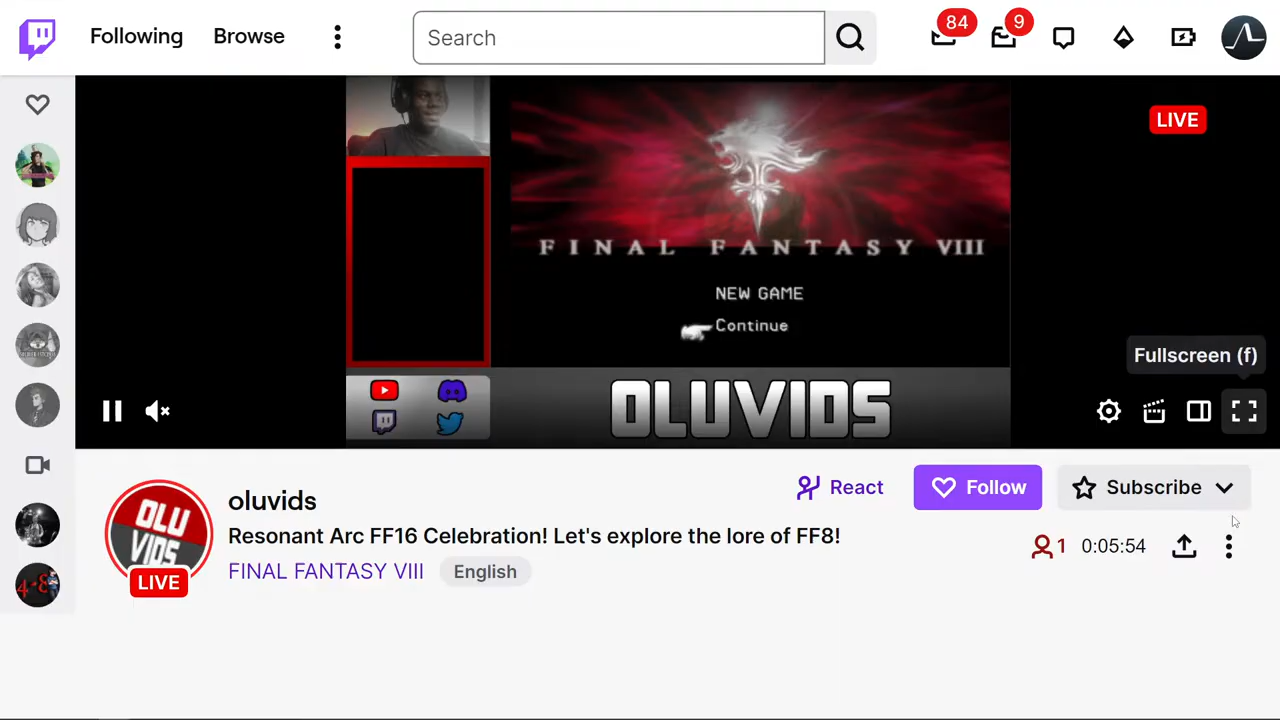 Following
Browse
Search
84
9
LIVE
FINAL FANTASY VIII
NEW GAME
Continue
Fullscreen (f)
OLUVIDS
OLU
VIDS
LIVE
oluvids
Resonant Arc FF16 Celebration! Let's explore the lore of FF8!
FINAL FANTASY VIII
English
React
Follow
Subscribe
1
0:05:54